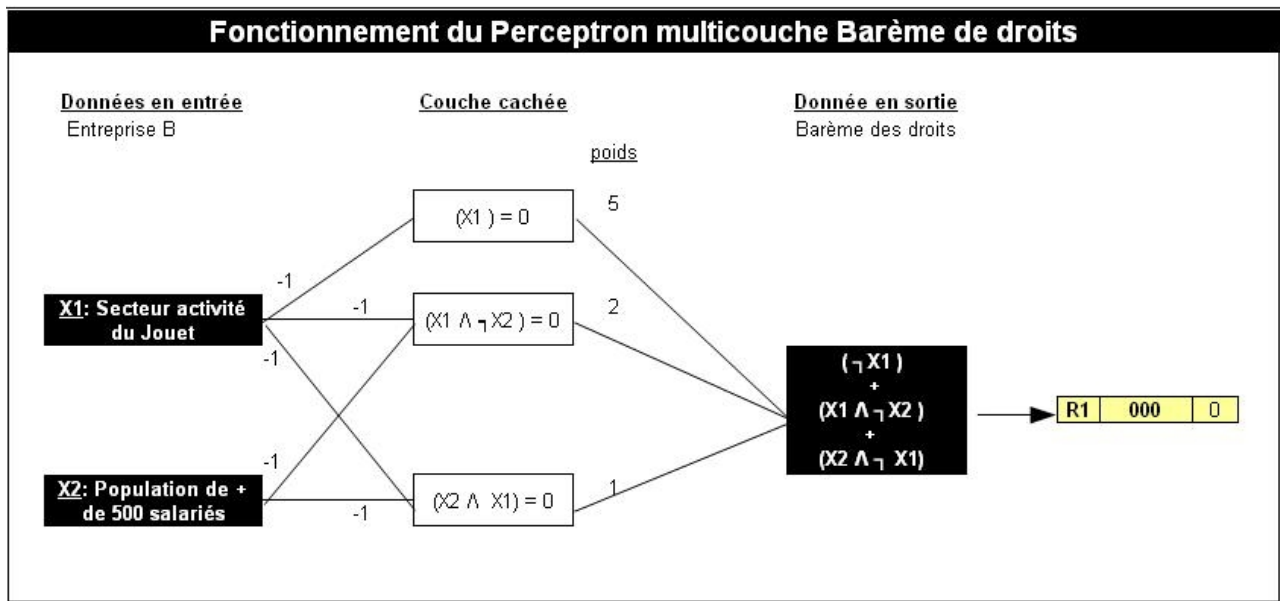 Fonctionnement du Perceptron multicouche Barème de droits
Données en entrée
Entreprise B
Couche cachée
Donnée en sortie
Barème des droits
poids
(X1 ) = 0
5
-1
X1: Secteur activité
du Jouet
-1
(X1 Λ ┐X2 ) = 0
2
-1
( ┐X1 )
+
(X1 Λ ┐X2 )
+
(X2 Λ ┐ X1)
R1 000 0
-1
X2: Population de +
de 500 salariés
-1
(X2 Λ X1) = 0
1